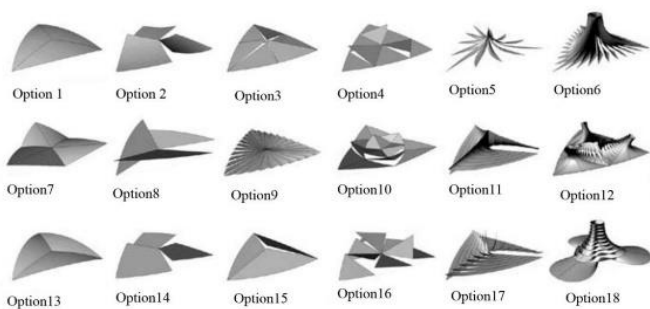 Option 1
Option 2
Option3
Option4
Option5
Option6
Option7
Option8
Option9
Option10
Option11
Option12
Option13
Option14
Option15
Option16
Option17
Option18